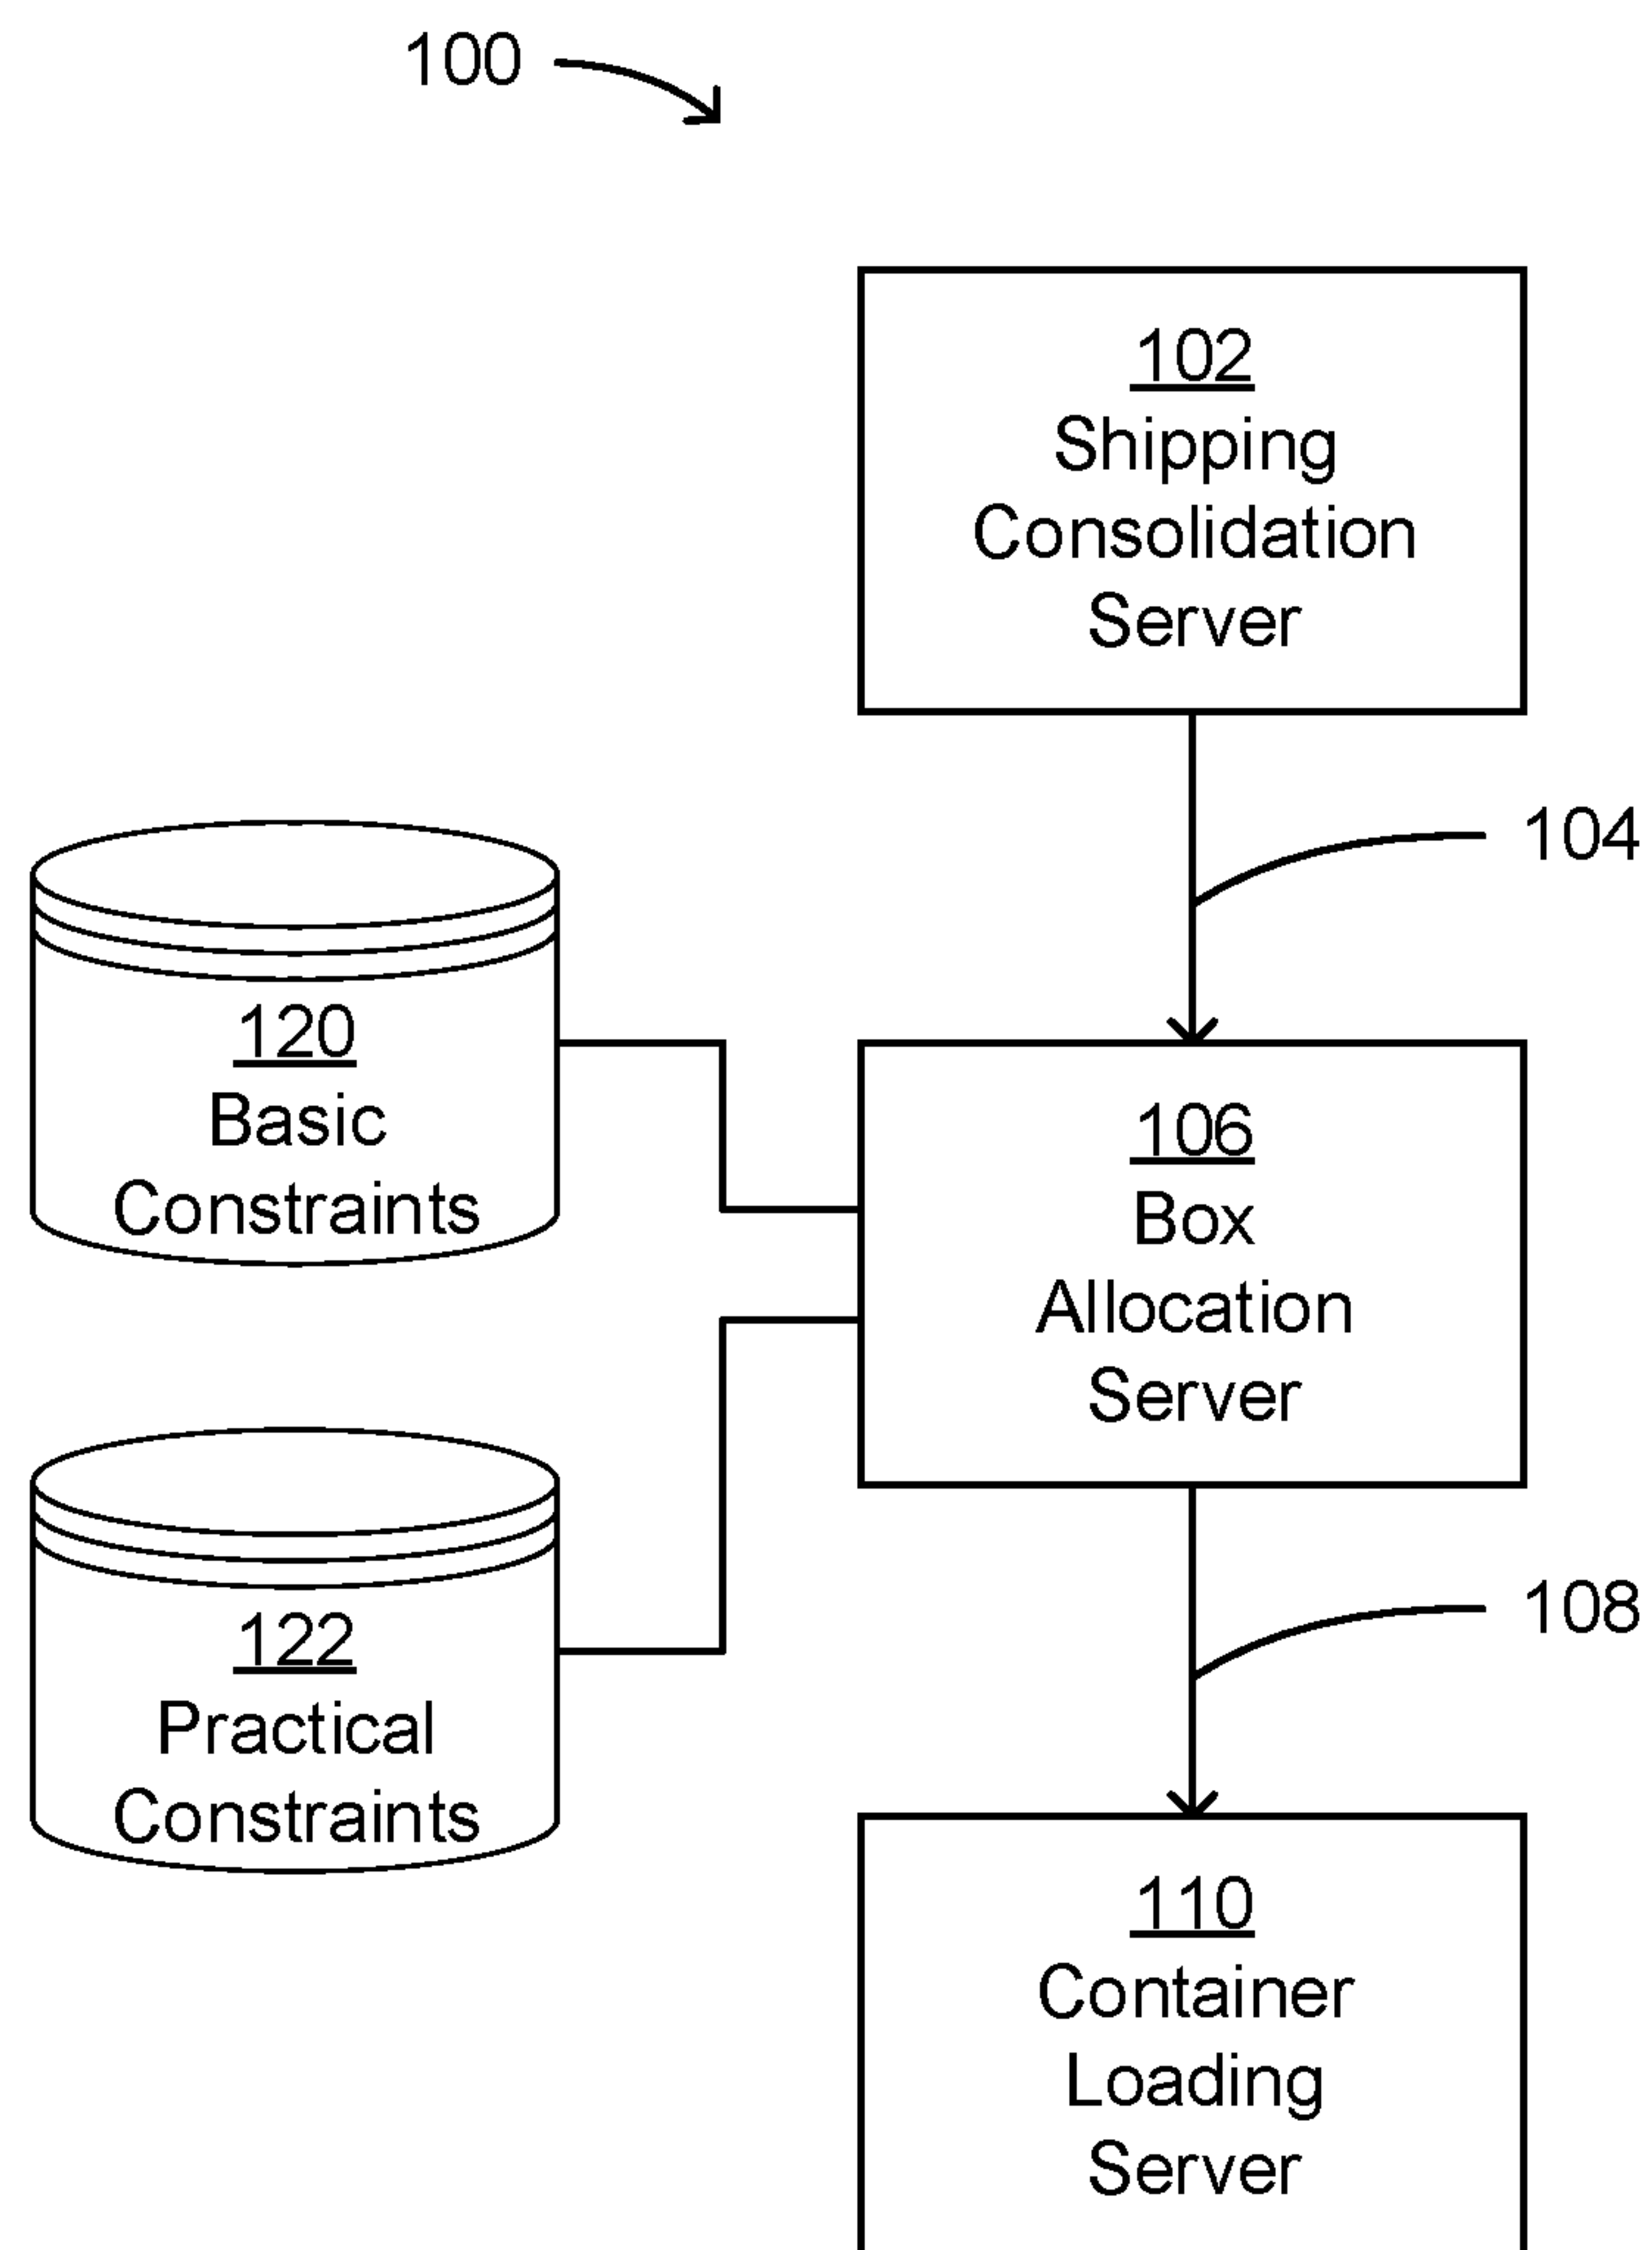 100
102
Shipping
Consolidation
Server
104
120
Basic
Constraints
106
Box
Allocation
Server
122
Practical
Constraints
108
110
Container
Loading
Server